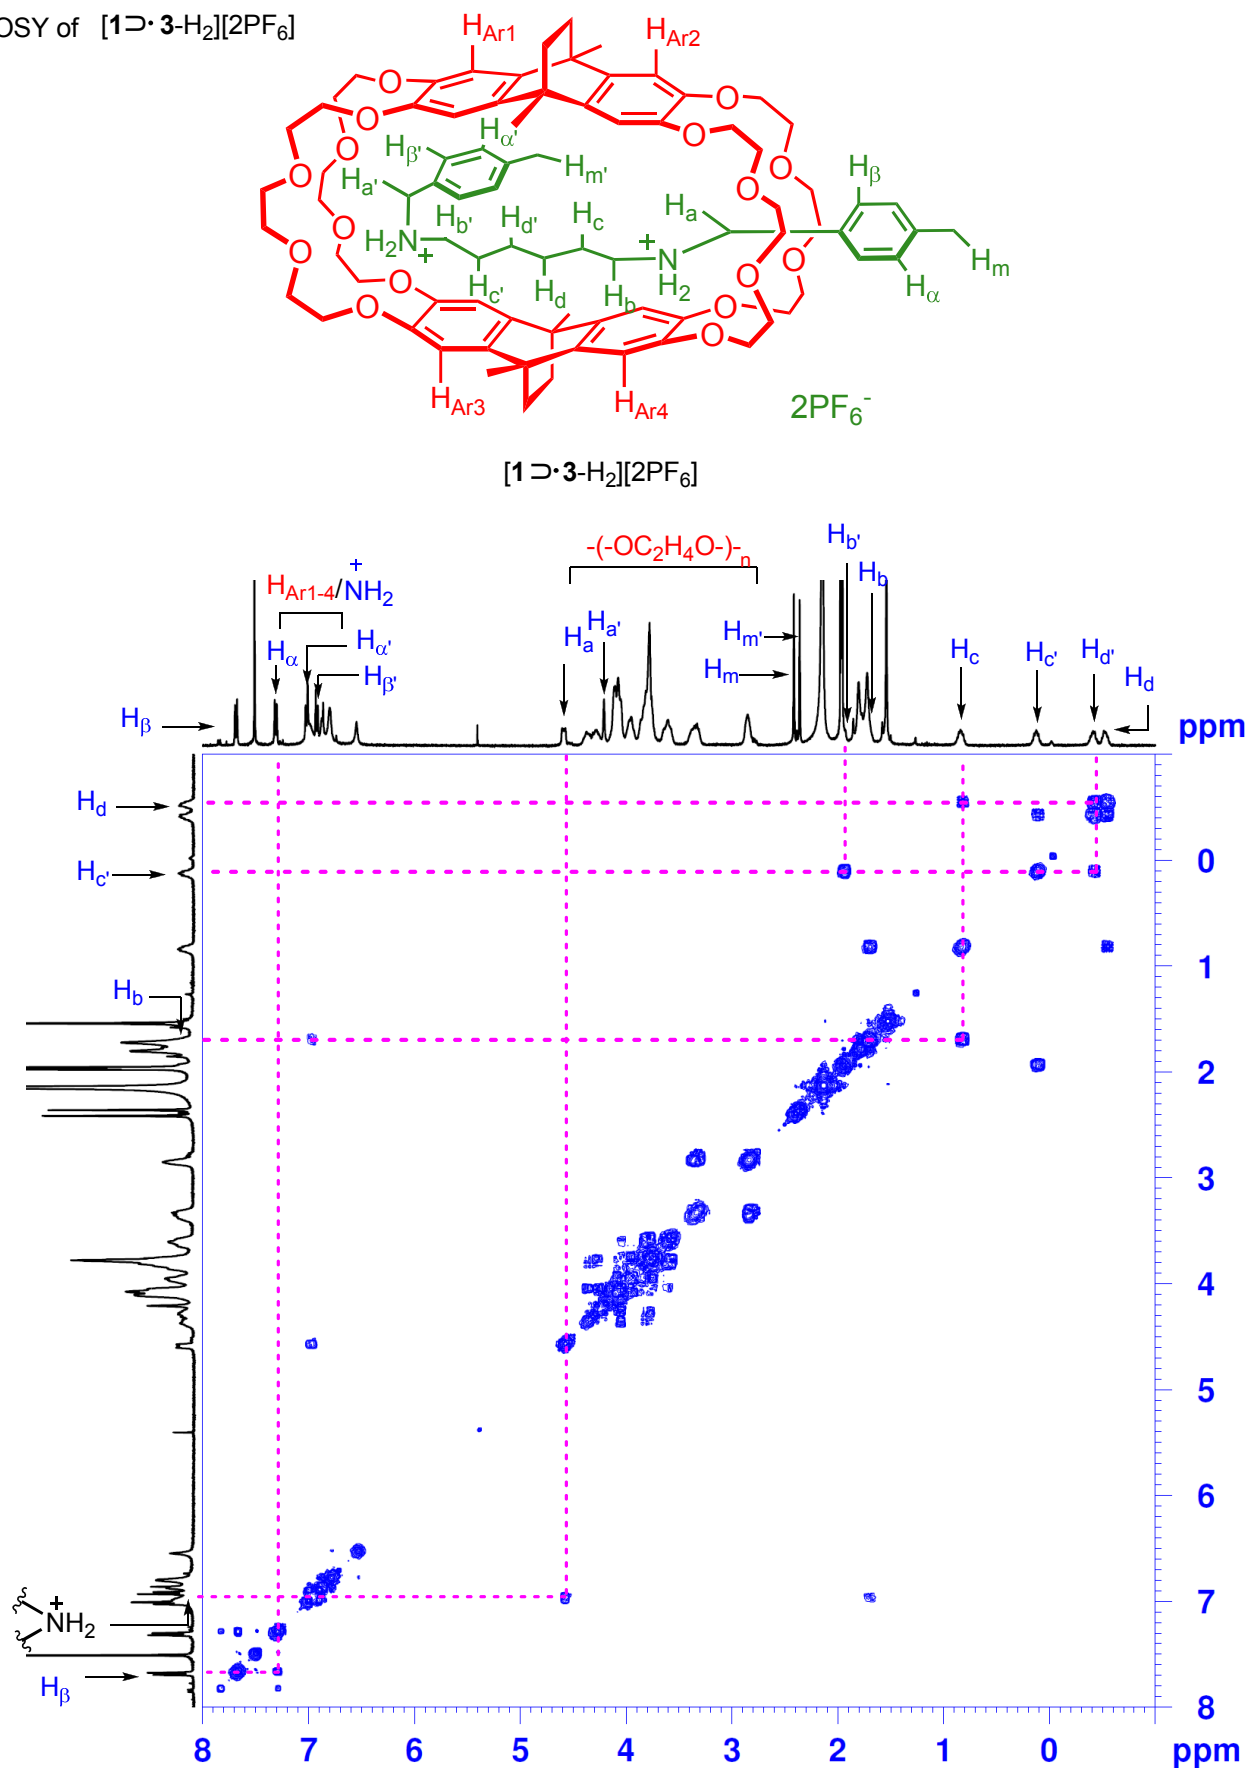 OSY of [1⊃·3-H2][2PF6]
HAr1
HAr2
O O O O O O O O
O O O O O O O O
Hα'
Hβ'
Hm'
Ha'
Hβ
Hb'
Hd'
Hc
Ha
H2N+
+N H2
Hm
Hα
Hc'
Hd
Hb
HAr3
HAr4
2PF6-
[1⊃·3-H2][2PF6]
-(-OC2H4O-)-n
Hb'
Hb
HAr1-4/+NH2
Hα
Hα'
Hβ'
Ha
Ha'
Hm'
Hm
Hc
Hc'
Hd'
Hd
Hβ
ppm
Hd
0
Hc'
1
Hb
2
3
4
5
6
7
+NH2
Hβ
8
8 7 6 5 4 3 2 1 0 ppm